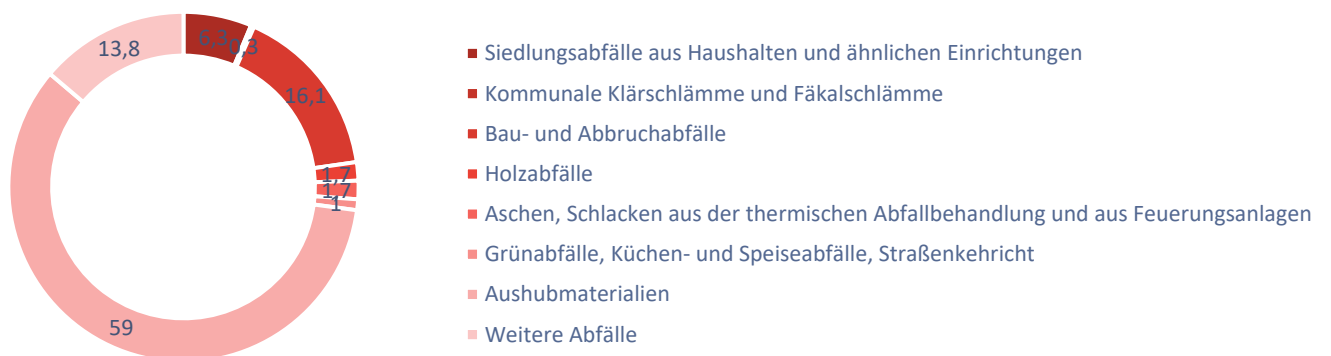 6,3
0,3
16,1
1,7
1,7
1
59
13,8
Siedlungsabfälle aus Haushalten und ähnlichen Einrichtungen
Kommunale Klärschlämme und Fäkalschlämme
Bau- und Abbruchabfälle
Holzabfälle
Aschen, Schlacken aus der thermischen Abfallbehandlung und aus Feuerungsanlagen
Grünabfälle, Küchen- und Speiseabfälle, Straßenkehricht
Aushubmaterialien
Weitere Abfälle